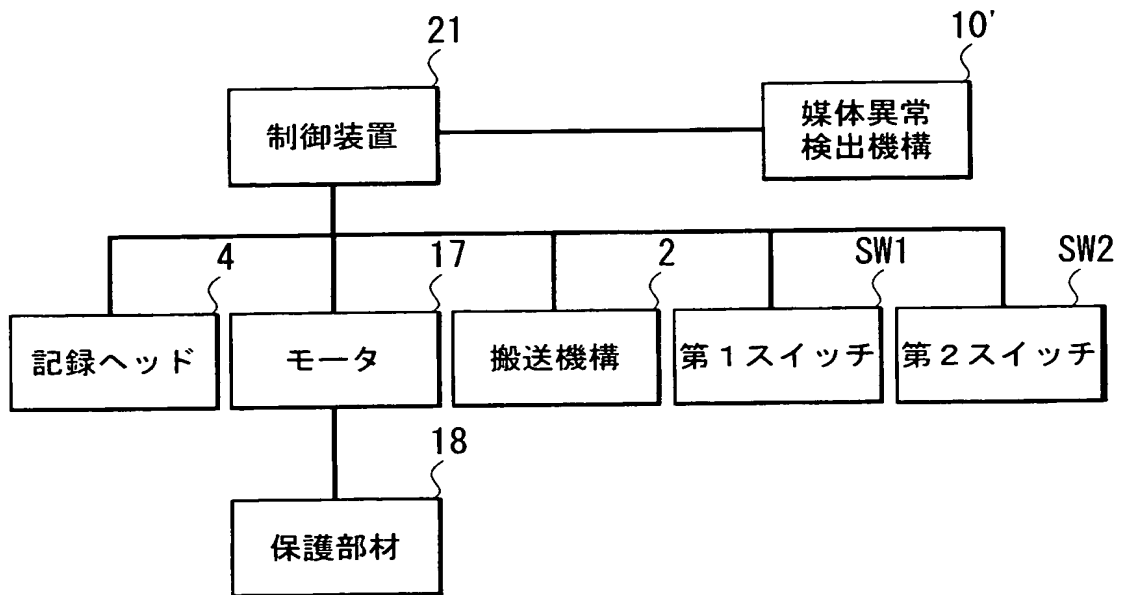 21
10'
制御装置
媒体異常
検出機構
4
17
2
SW1
SW2
記録ヘッド
モータ
搬送機構
第１スイッチ
第２スイッチ
18
保護部材